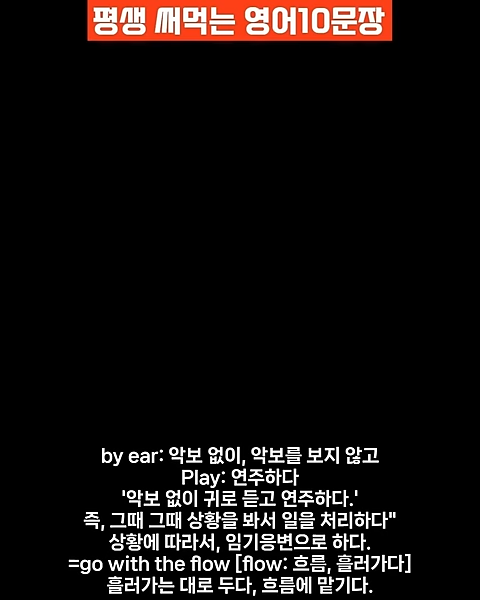 평생 써먹는 영어10문장
by ear: 악보 없이, 악보를 보지 않고
Play: 연주하다
'악보 없이 귀로 듣고 연주하다.'
즉, 그때 그때 상황을 봐서 일을 처리하다"
상황에 따라서, 임기응변으로 하다.
=go with the flow [flow: 흐름, 흘러가다]
흘러가는 대로 두다, 흐름에 맡기다.